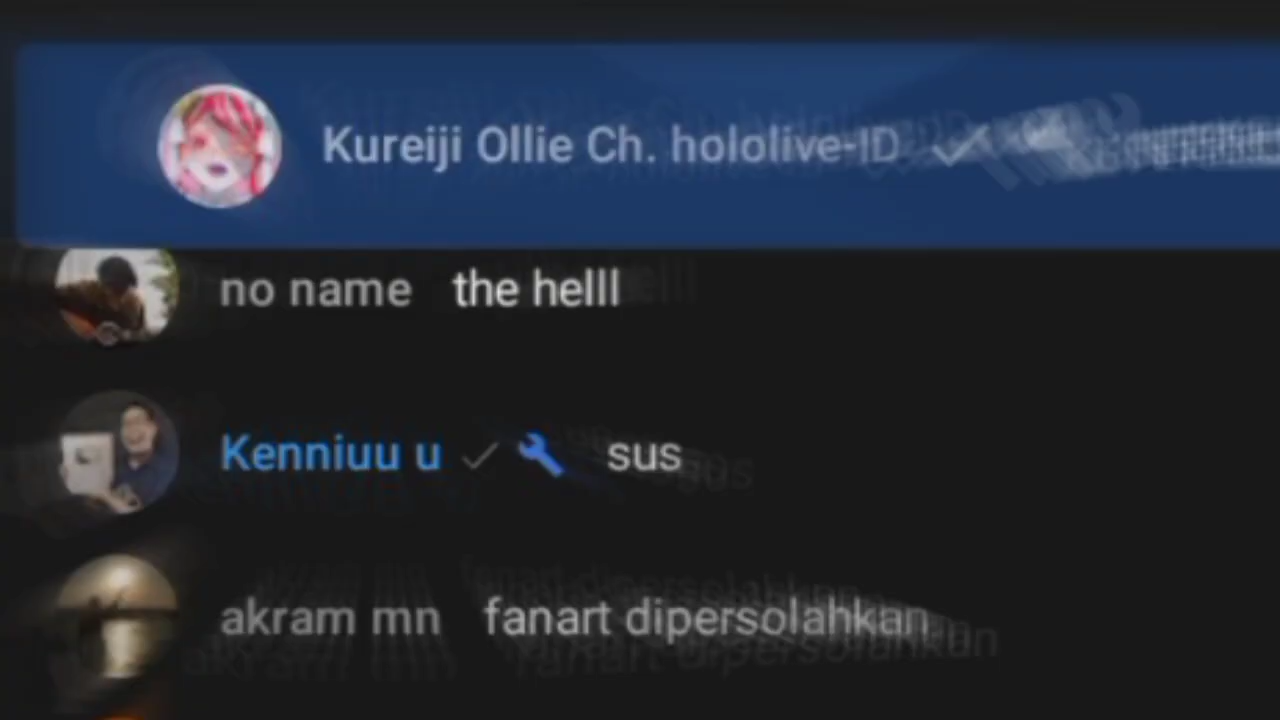 Kureiji Ollie Ch. hololive-ID
no name the helll
Kenniuu u sus
akram mn fanart dipersolahkan